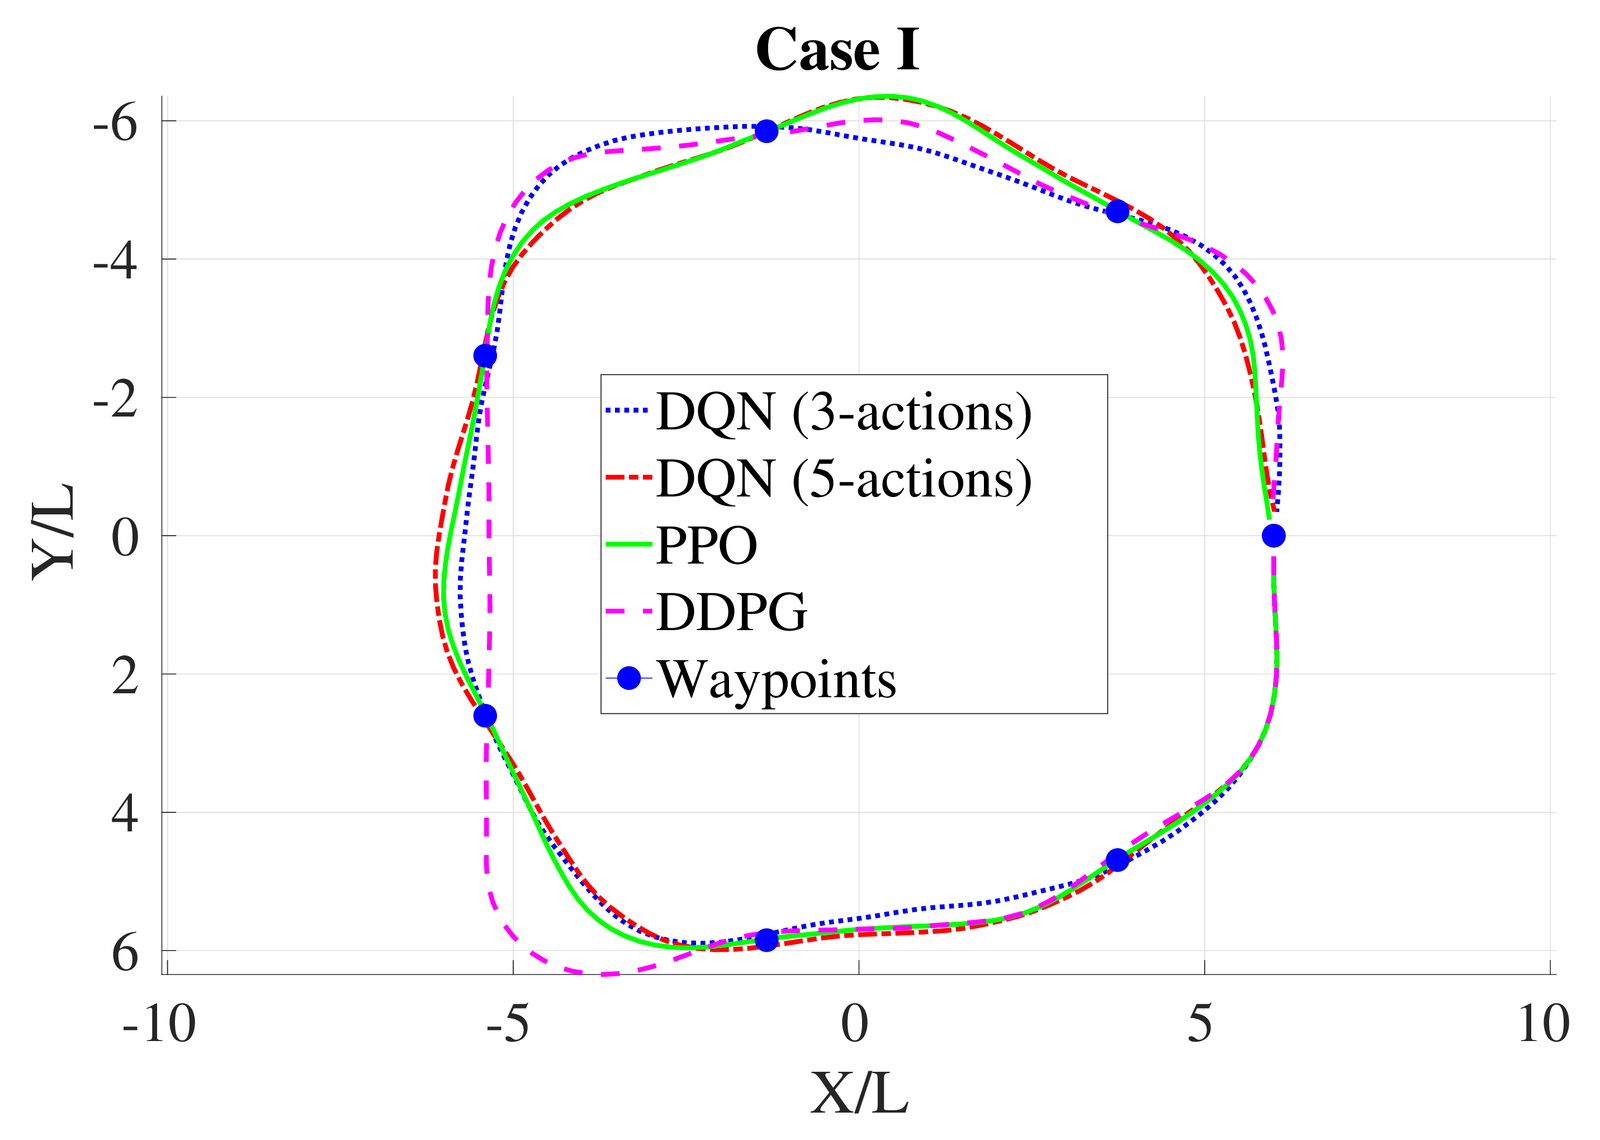 Case I
-6
-4
-2
0
2
4
6
Y/L
DQN (3-actions)
DQN (5-actions)
PPO
DDPG
Waypoints
-10
-5
0
5
10
X/L